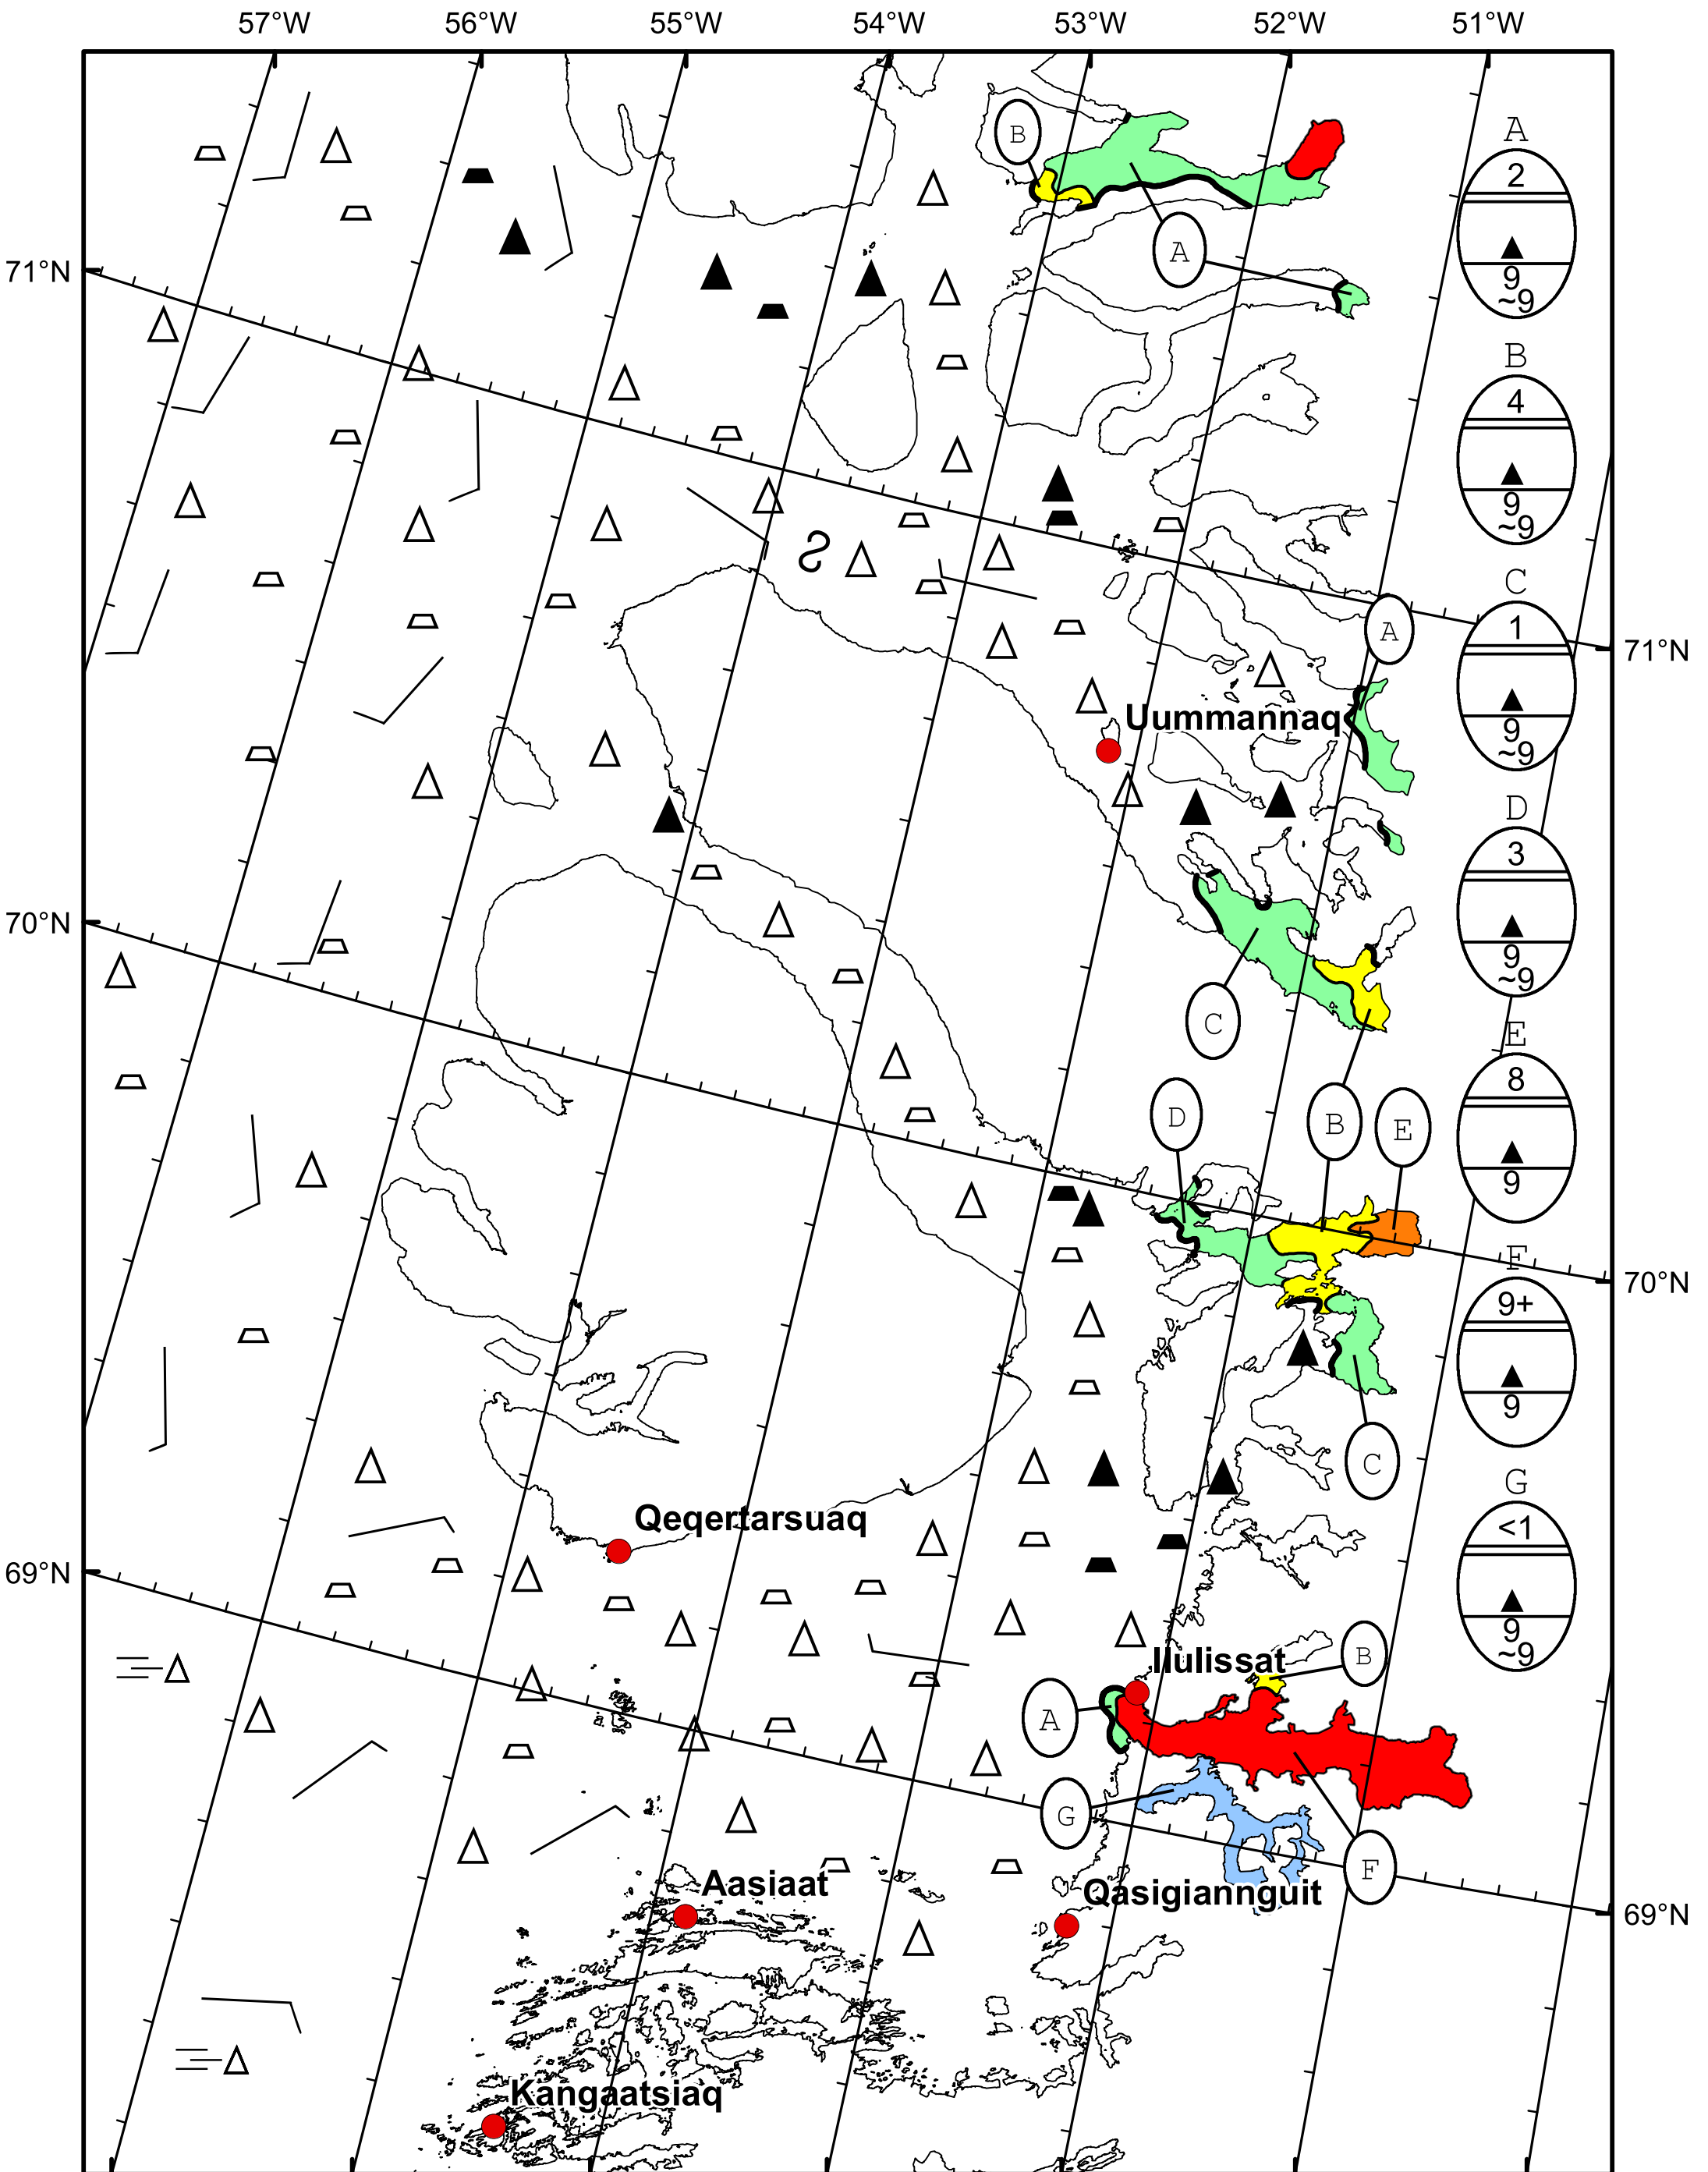 57°W 56°W 55°W 54°W 53°W 52°W 51°W
A
2
9
~9
B
A
71°N
B
4
9
~9
C
1
9
~9
A
71°N
Uummannaq
D
3
9
~9
70°N
C
E
8
9
D
B
E
F
9+
9
70°N
C
G
<1
9
~9
Qeqertarsuaq
69°N
Ilulissat
B
A
G
F
Aasiaat
Qasigiannguit
69°N
Kangaatsiaq